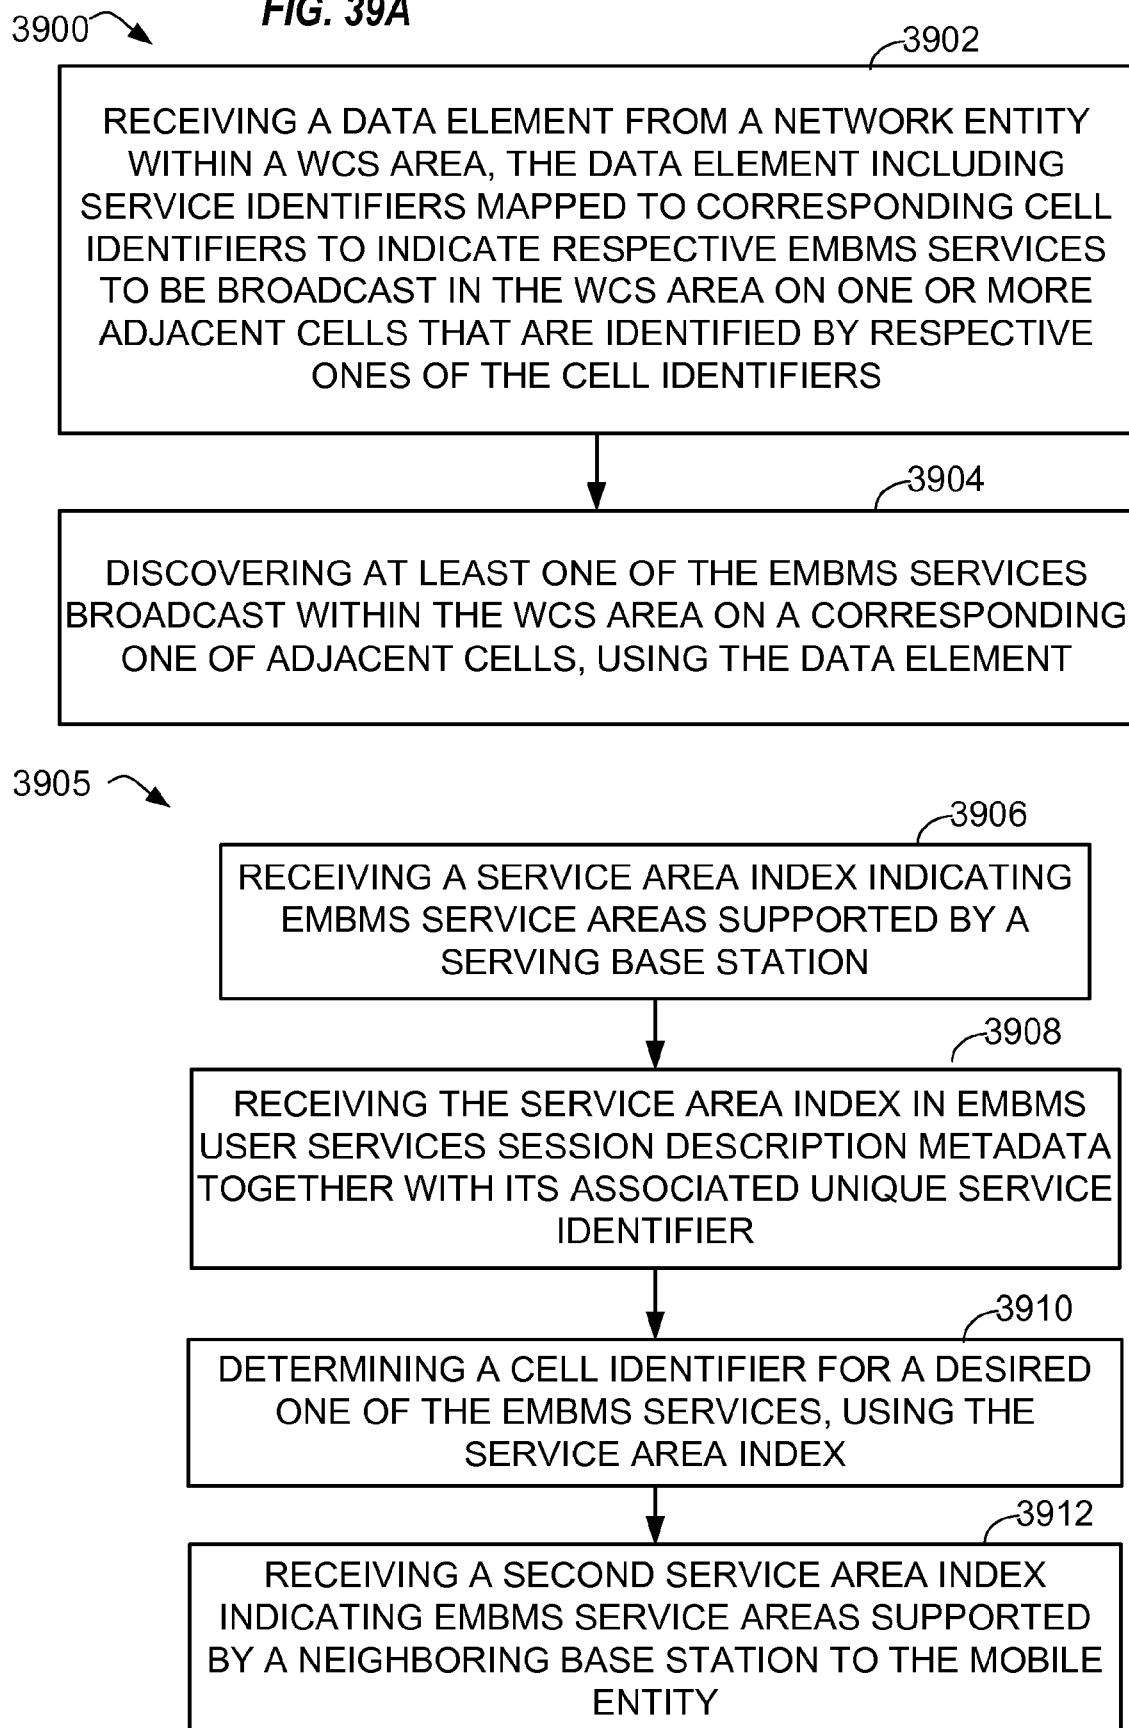 FIG. 39A
3900
3902
RECEIVING A DATA ELEMENT FROM A NETWORK ENTITY
WITHIN A WCS AREA, THE DATA ELEMENT INCLUDING
SERVICE IDENTIFIERS MAPPED TO CORRESPONDING CELL
IDENTIFIERS TO INDICATE RESPECTIVE EMBMS SERVICES
TO BE BROADCAST IN THE WCS AREA ON ONE OR MORE
ADJACENT CELLS THAT ARE IDENTIFIED BY RESPECTIVE
ONES OF THE CELL IDENTIFIERS
3904
DISCOVERING AT LEAST ONE OF THE EMBMS SERVICES
BROADCAST WITHIN THE WCS AREA ON A CORRESPONDING
ONE OF ADJACENT CELLS, USING THE DATA ELEMENT
3905
3906
RECEIVING A SERVICE AREA INDEX INDICATING
EMBMS SERVICE AREAS SUPPORTED BY A
SERVING BASE STATION
3908
RECEIVING THE SERVICE AREA INDEX IN EMBMS
USER SERVICES SESSION DESCRIPTION METADATA
TOGETHER WITH ITS ASSOCIATED UNIQUE SERVICE
IDENTIFIER
3910
DETERMINING A CELL IDENTIFIER FOR A DESIRED
ONE OF THE EMBMS SERVICES, USING THE
SERVICE AREA INDEX
3912
RECEIVING A SECOND SERVICE AREA INDEX
INDICATING EMBMS SERVICE AREAS SUPPORTED
BY A NEIGHBORING BASE STATION TO THE MOBILE
ENTITY